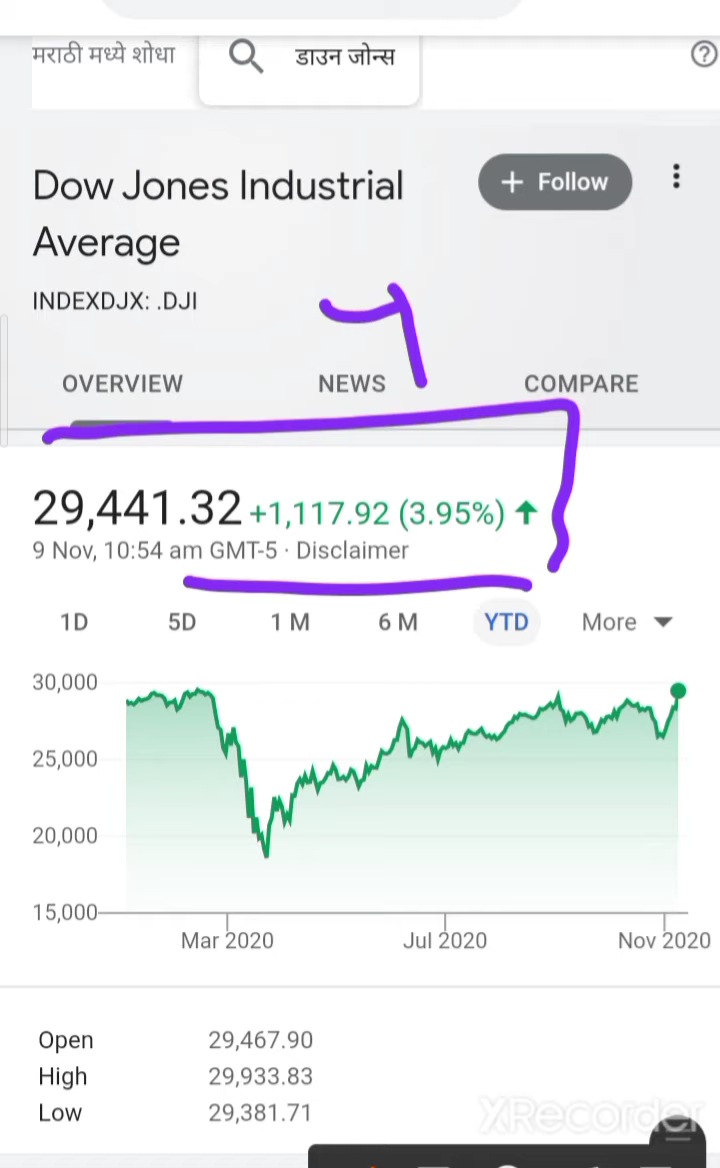 मराठी मध्ये शोधा डाउन जोन्स
Dow Jones Industrial
Average
+ Follow
INDEXDJX: .DJI
OVERVIEW NEWS COMPARE
29,441.32 +1,117.92 (3.95%)
9 Nov, 10:54 am GMT-5 · Disclaimer
1D 5D 1 M 6 M YTD More
30,000
25,000
20,000
15,000
Mar 2020 Jul 2020 Nov 2020
Open 29,467.90
High 29,933.83
Low 29,381.71
XRecorder